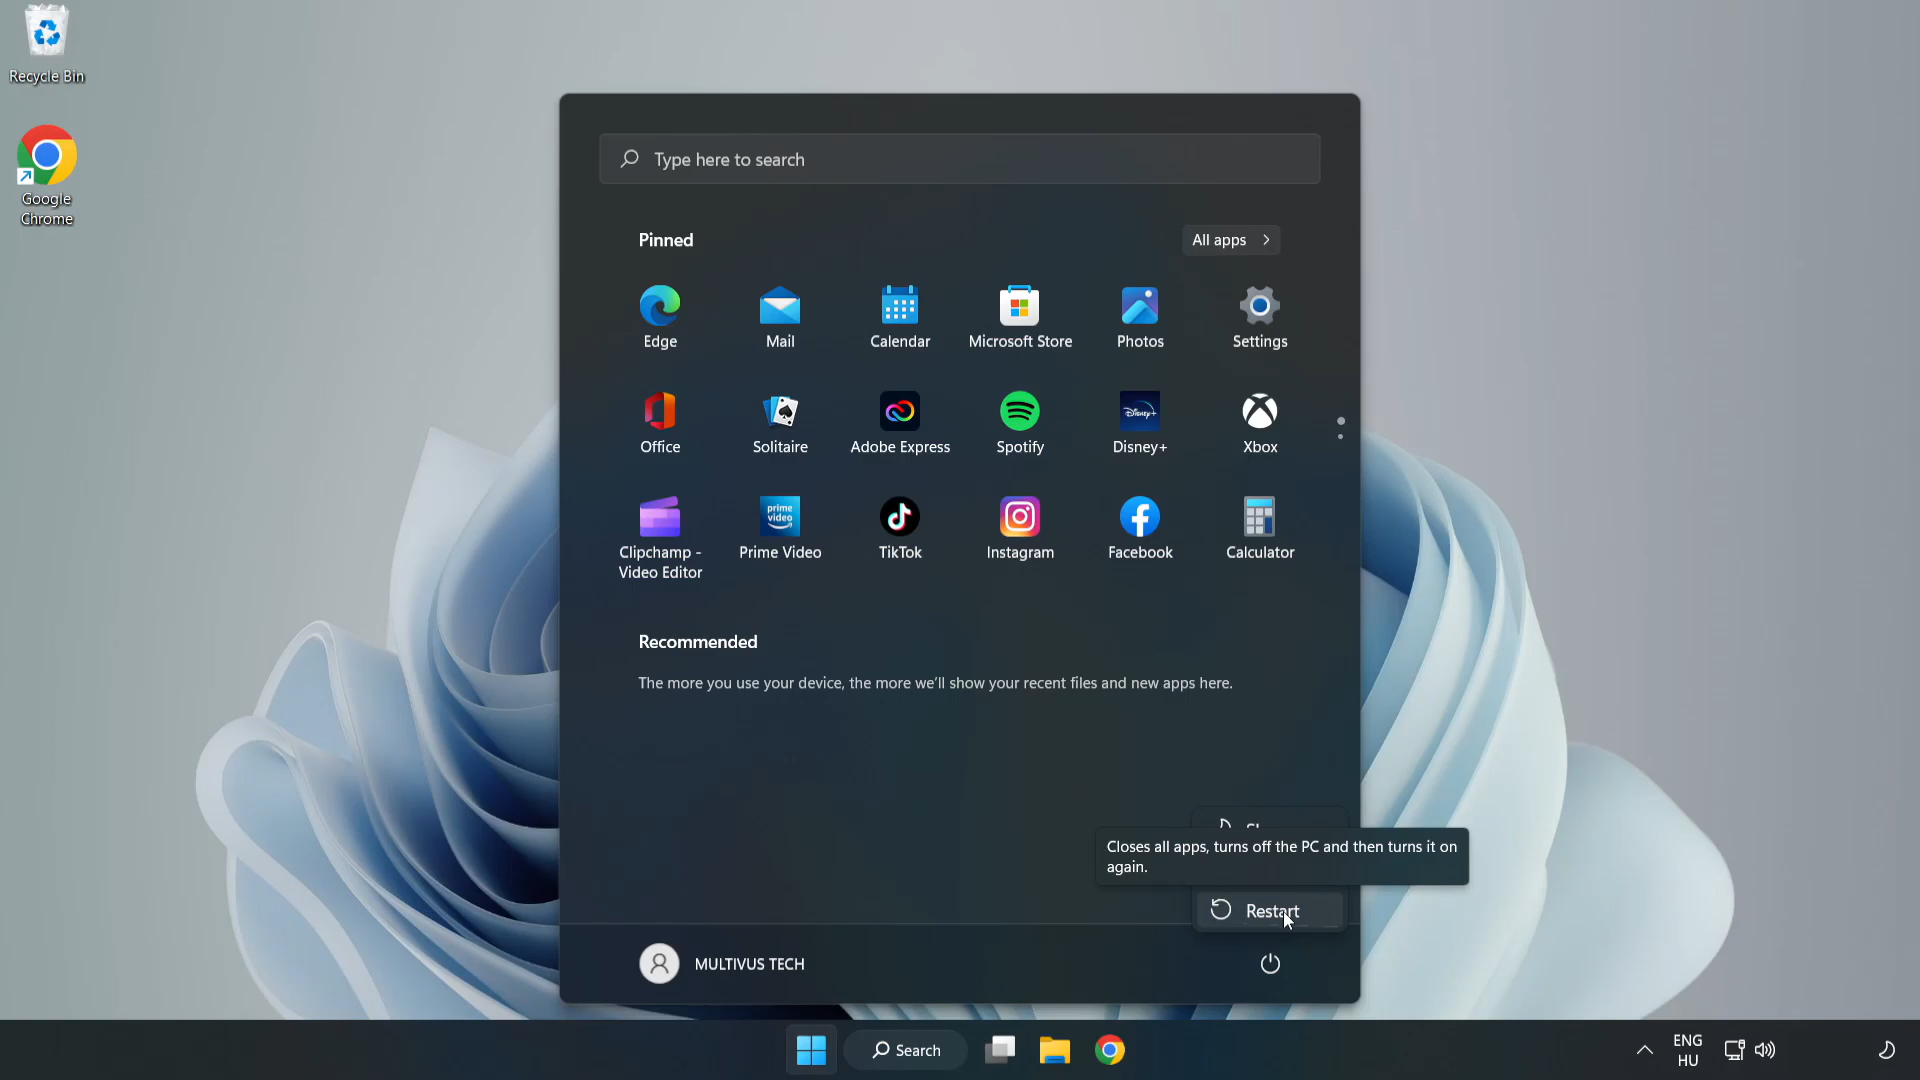 Recycle Bin
Google
Chrome
Type here to search
Pinned
All apps
Edge
Mail
Calendar
Microsoft Store
Photos
Settings
Office
Solitaire
Adobe Express
Disney+
Spotify
Disney+
Xbox
prime
video
Clipchamp -
Video Editor
Prime Video
TikTok
Instagram
Facebook
Calculator
Recommended
The more you use your device, the more we'll show your recent files and new apps here.
Closes all apps, turns off the PC and then turns it on
again.
Restart
MULTIVUS TECH
Search
ENG
HU